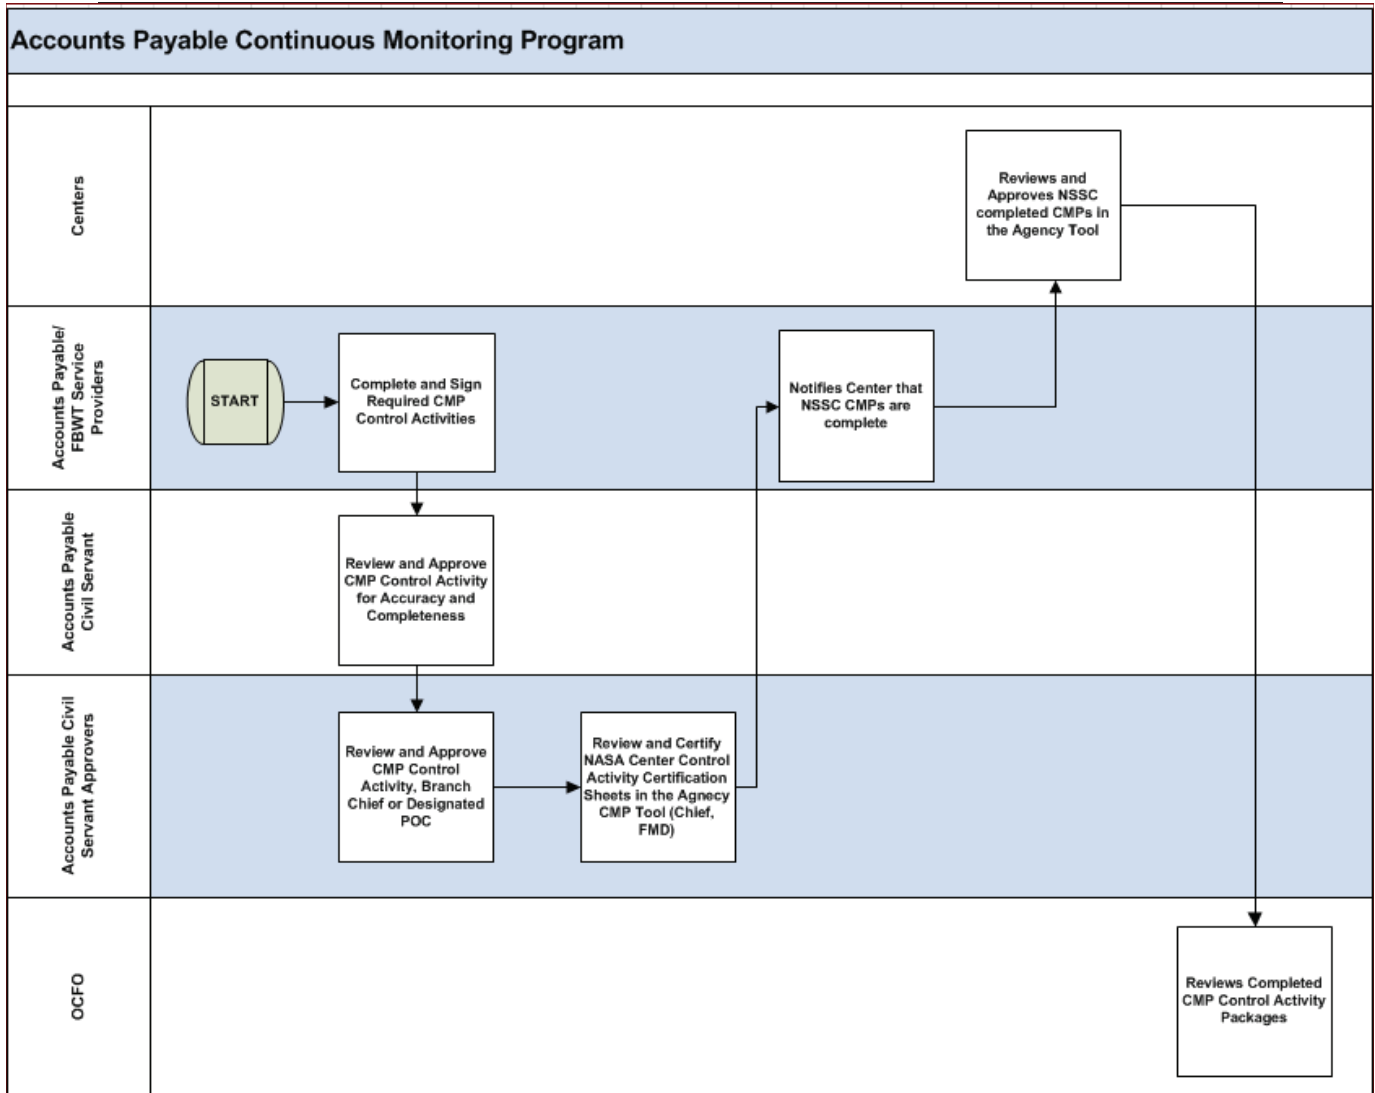 Accounts Payable Continuous Monitoring Program
Centers
Reviews and
Approves NSSC
completed CMPs in
the Agency Tool
Accounts Payable/
FBWT Service
Providers
START
Complete and Sign
Required CMP
Control Activities
Notifies Center that
NSSC CMPs are
complete
Accounts Payable
Civil Servant
Review and Approve
CMP Control Activity
for Accuracy and
Completeness
Accounts Payable Civil
Servant Approvers
Review and Approve
CMP Control
Activity, Branch
Chief or Designated
POC
Review and Certify
NASA Center Control
Activity Certification
Sheets in the Agnecy
CMP Tool (Chief,
FMD)
OCFO
Reviews Completed
CMP Control Activity
Packages